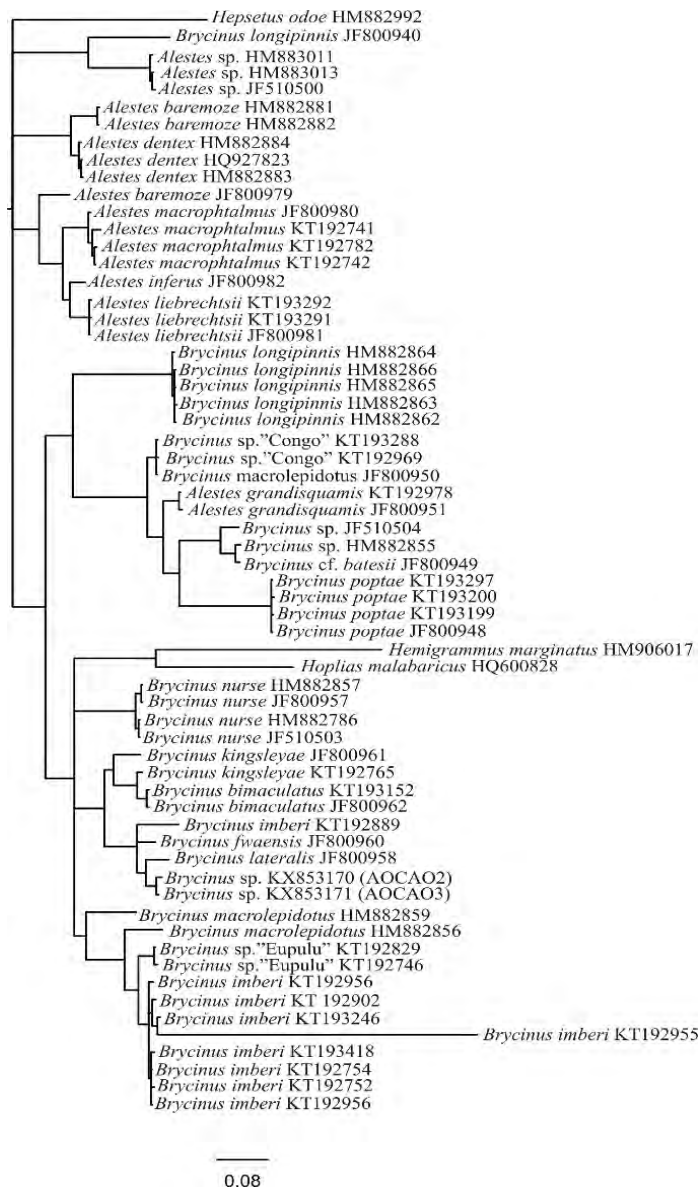 Hepsetus odoe HM882992
Brycinus longipinnis JF800940
Alestes sp. HM883011
Alestes sp. HM883013
Alestes sp. JF510500
Alestes baremoze HM882881
Alestes baremoze HM882882
Alestes dentex HM882884
Alestes dentex HQ927823
Alestes dentex HM882883
Alestes baremoze JF800979
Alestes macrophtalmus JF800980
Alestes macrophtalmus KT192741
Alestes macrophtalmus KT192782
Alestes macrophtalmus KT192742
Alestes inferus JF800982
Alestes liebrechtsii KT193292
Alestes liebrechtsii KT193291
Alestes liebrechtsii JF800981
Brycinus longipinnis HM882864
Brycinus longipinnis HM882866
Brycinus longipinnis HM882865
Brycinus longipinnis HM882863
Brycinus longipinnis HM882862
Brycinus sp.”Congo” KT193288
Brycinus sp.”Congo” KT192969
Brycinus macrolepidotus JF800950
Alestes grandisquamis KT192978
Alestes grandisquamis JF800951
Brycinus sp. JF510504
Brycinus sp. HM882855
Brycinus cf. batesii JF800949
Brycinus poptae KT193297
Brycinus poptae KT193200
Brycinus poptae KT193199
Brycinus poptae JF800948
Hemigrammus marginatus HM906017
Hoplias malabaricus HQ600828
Brycinus nurse HM882857
Brycinus nurse JF800957
Brycinus nurse HM882786
Brycinus nurse JF510503
Brycinus kingsleyae JF800961
Brycinus kingsleyae KT192765
Brycinus bimaculatus KT193152
Brycinus bimaculatus JF800962
Brycinus imberi KT192889
Brycinus fwaensis JF800960
Brycinus lateralis JF800958
Brycinus sp. KX853170 (AOCAO2)
Brycinus sp. KX853171 (AOCAO3)
Brycinus macrolepidotus HM882859
Brycinus macrolepidotus HM882856
Brycinus sp.”Eupulu” KT192829
Brycinus sp.”Eupulu” KT192746
Brycinus imberi KT192956
Brycinus imberi KT 192902
Brycinus imberi KT193246
Brycinus imberi KT192955
Brycinus imberi KT193418
Brycinus imberi KT192754
Brycinus imberi KT192752
Brycinus imberi KT192956
0.08